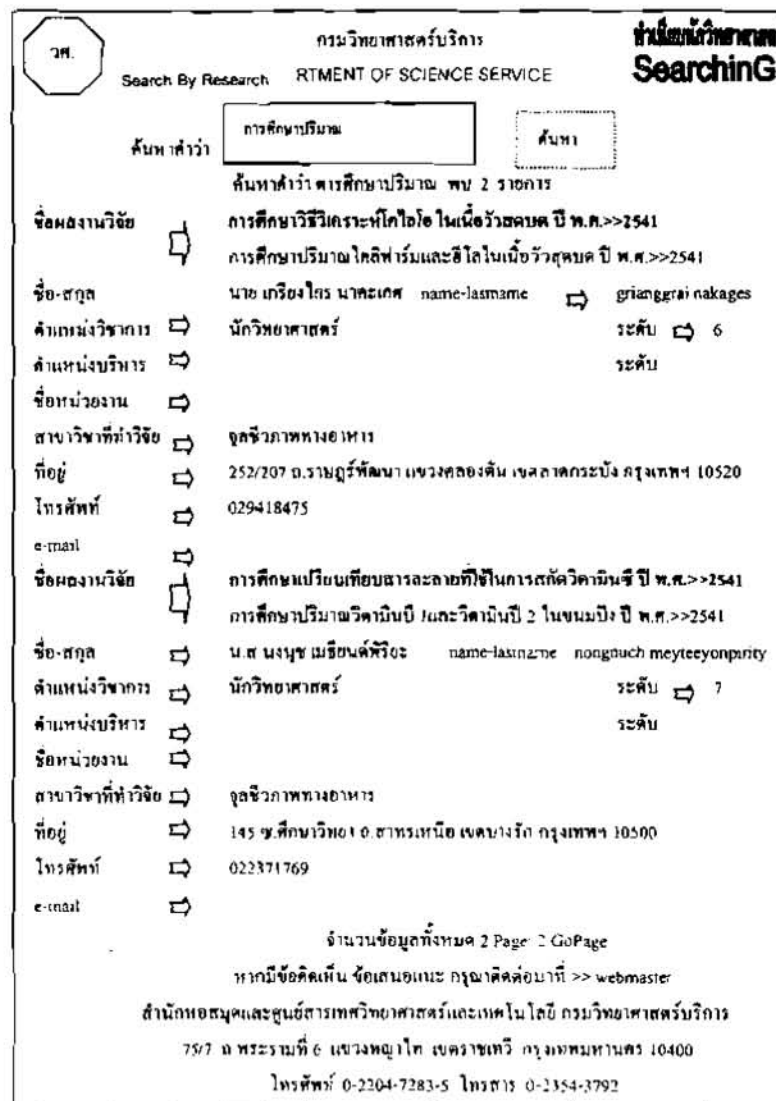 วศ.
กรมวิทยาศาสตร์บริการ
ทำเนียบนักวิทยาศาสตร์
Search By Research RTMENT OF SCIENCE SERVICE
SearchinG
ค้นหาคำว่า การศึกษาปริมาณ ค้นหา
ค้นหาคำว่า การศึกษาปริมาณ พบ 2 รายการ
ชื่อผลงานวิจัย การศึกษาวิธีวิเคราะห์โคไลไอ ในเนื้อวัวสดบด ปี พ.ศ.>>2541
การศึกษาปริมาณโคลิฟาร์มและอีโลในเนื้อวัวสุดบด ปี พ.ศ.>>2541
ชื่อ-สกุล นาย เกรียงไกร นาคะเกศ name-lasmame grianggrai nakages
ตำแหน่งวิชาการ นักวิทยาศาสตร์ ระดับ 6
ตำแหน่งบริหาร ระดับ
ชื่อหน่วยงาน
สาขาวิชาที่ทำวิจัย จุลชีวภาพทางอาหาร
ที่อยู่ 252/207 ถ.ราษฎร์พัฒนา แขวงคลองต้น เขตลาดกระบัง กรุงเทพฯ 10520
โทรศัพท์ 029418475
e-mail
ชื่อผลงานวิจัย การศึกษาเปรียบเทียบสารละลายที่ใช้ในการสกัดวิตามินซี ปี พ.ศ.>>2541
การศึกษาปริมาณวิตามินบี 1และวิตามินบี 2 ในขนมปัง ปี พ.ศ.>>2541
ชื่อ-สกุล น.ส นงนุช เมธียนต์พิริยะ name-lastname nongnuch meyteeyonpirity
ตำแหน่งวิชาการ นักวิทยาศาสตร์ ระดับ 7
ตำแหน่งบริหาร ระดับ
ชื่อหน่วยงาน
สาขาวิชาที่ทำวิจัย จุลชีวภาพทางอาหาร
ที่อยู่ 145 ซ.ศึกษาวิทยา ถ.สาทรเหนือ เขตบางรัก กรุงเทพฯ 10500
โทรศัพท์ 022371769
e-mail
จำนวนข้อมูลทั้งหมด 2 Page: 2 GoPage
หากมีข้อคิดเห็น ข้อเสนอแนะ กรุณาติดต่อมาที่ >> webmaster
สำนักหอสมุดและศูนย์สารเทศวิทยาศาสตร์และเทคโนโลยี กรมวิทยาศาสตร์บริการ
75/7 ถ พระรามที่ 6 แขวงพญาไท เขตราชเทวี กรุงเทพมหานคร 10400
โทรศัพท์ 0-2204-7283-5 โทรสาร 0-2354-3792